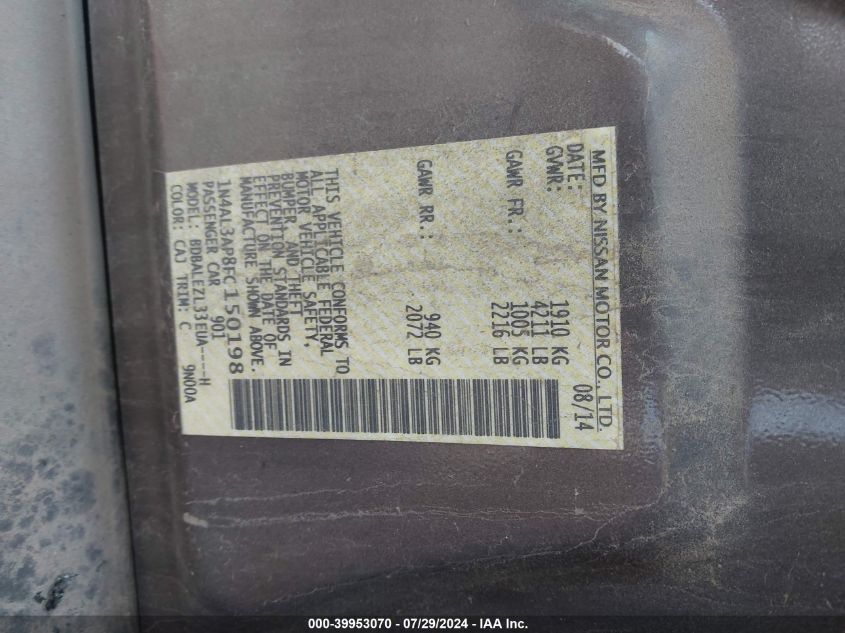 MFD BY NISSAN MOTOR CO., LTD.
DATE: 08/14
GVWR: 1910 KG
4211 LB
GAWR FR.: 1005 KG
2216 LB
GAWR RR.: 940 KG
2072 LB
THIS VEHICLE CONFORMS TO
ALL APPLICABLE FEDERAL
MOTOR VEHICLE SAFETY,
BUMPER, AND THEFT
PREVENTION STANDARDS IN
EFFECT ON THE DATE OF
MANUFACTURE SHOWN ABOVE.
1N4AL3AP8FC150198
PASSENGER CAR 901
MODEL: BDBALEZL33EUA----H
COLOR: CAJ TRIM: C 9N00A
000-39953070 / 07/29/2024 - IAA Inc.